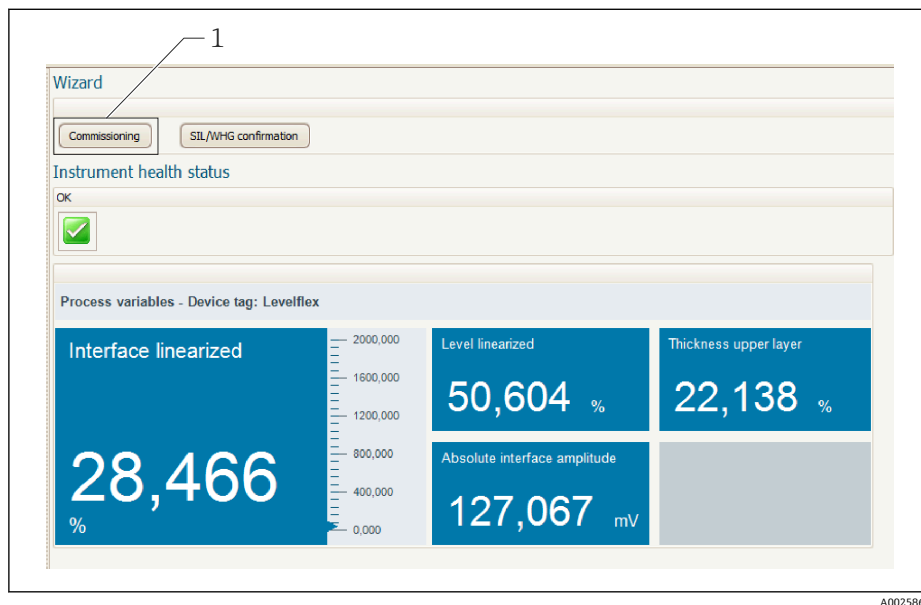 1
Wizard
Commissioning
SIL/WHG confirmation
Instrument health status
OK
Process variables - Device tag: Levelflex
Interface linearized
28,466
%
2000,000
1600,000
1200,000
800,000
400,000
0,000
Level linearized
50,604 %
Thickness upper layer
22,138 %
Absolute interface amplitude
127,067 mV